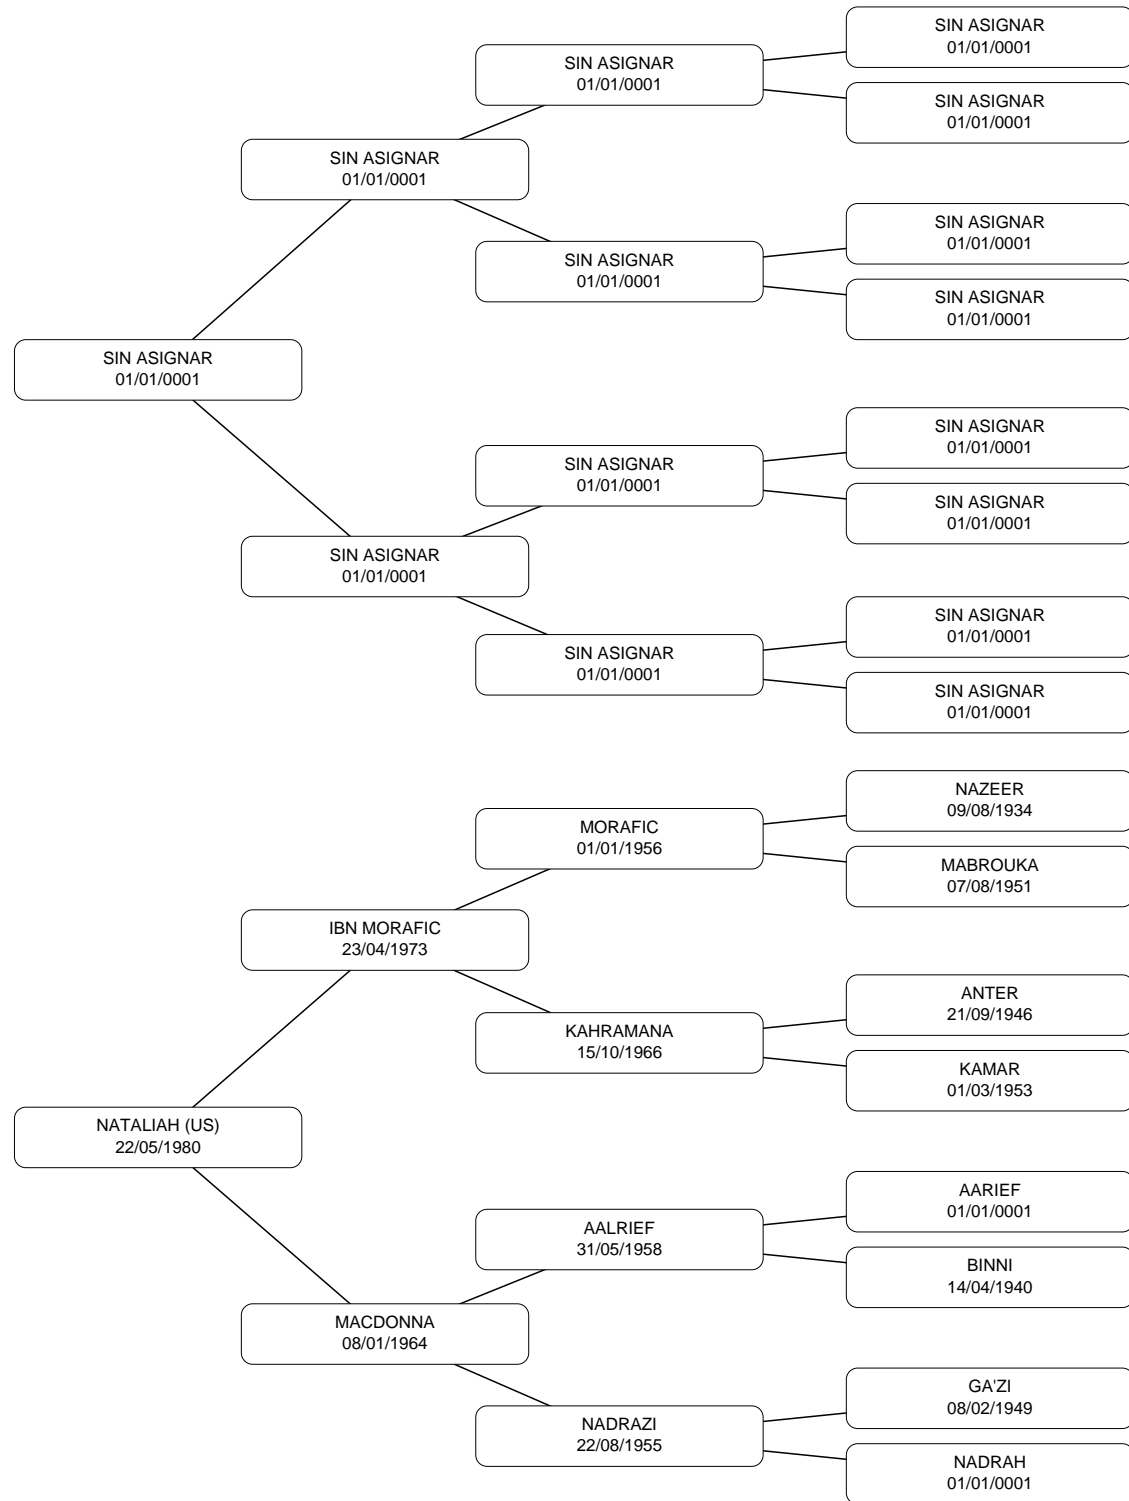 SIN ASIGNAR
01/01/0001
SIN ASIGNAR
01/01/0001
SIN ASIGNAR
01/01/0001
SIN ASIGNAR
01/01/0001
SIN ASIGNAR
01/01/0001
SIN ASIGNAR
01/01/0001
SIN ASIGNAR
01/01/0001
SIN ASIGNAR
01/01/0001
SIN ASIGNAR
01/01/0001
SIN ASIGNAR
01/01/0001
SIN ASIGNAR
01/01/0001
SIN ASIGNAR
01/01/0001
SIN ASIGNAR
01/01/0001
SIN ASIGNAR
01/01/0001
SIN ASIGNAR
01/01/0001
NAZEER
09/08/1934
MORAFIC
01/01/1956
MABROUKA
07/08/1951
IBN MORAFIC
23/04/1973
ANTER
21/09/1946
KAHRAMANA
15/10/1966
KAMAR
01/03/1953
NATALIAH (US)
22/05/1980
AARIEF
01/01/0001
AALRIEF
31/05/1958
BINNI
14/04/1940
MACDONNA
08/01/1964
GA'ZI
08/02/1949
NADRAZI
22/08/1955
NADRAH
01/01/0001